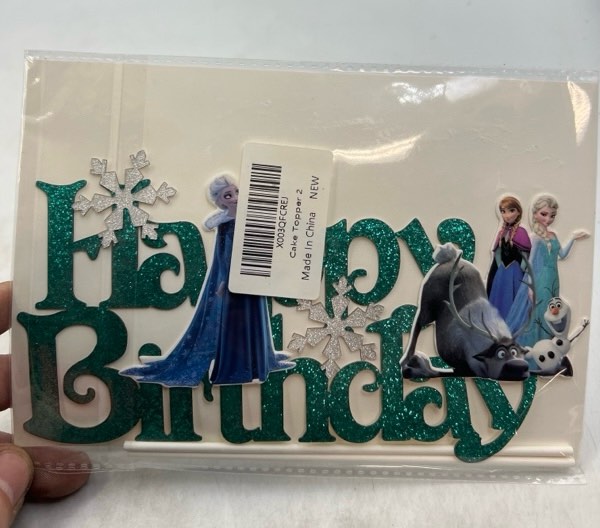 Happy
Birthday
X003QFCREJ
Cake Topper 2
Made In China NEW